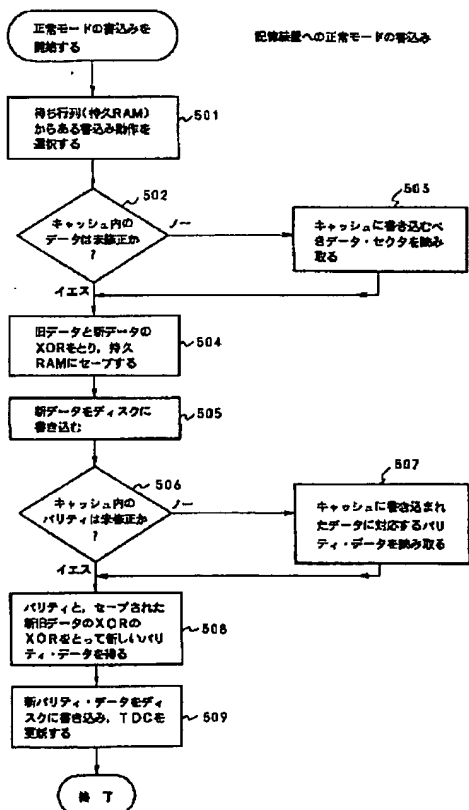 正常モードの書込みを
開始する
記憶装置への正常モードの書込み
待ち行列(持久RAM)
からある書込み動作を
選択する
501
502
キャッシュ内の
データは未修正か
?
ノー
イエス
503
キャッシュに書き込むべ
きデータ・セクタを読み
取る
旧データと新データの
XORをとり,持久
RAMにセーブする
504
新データをディスクに
書き込む
505
506
キャッシュ内の
パリティは未修正か
?
ノー
イエス
507
キャッシュに書き込まれ
たデータに対応するパリ
ティ・データを読み取る
パリティと,セーブされた
新旧データのXORの
XORをとって新しいパリ
ティ・データを得る
508
新パリティ・データをディ
スクに書き込み,TDCを
更新する
509
終 了